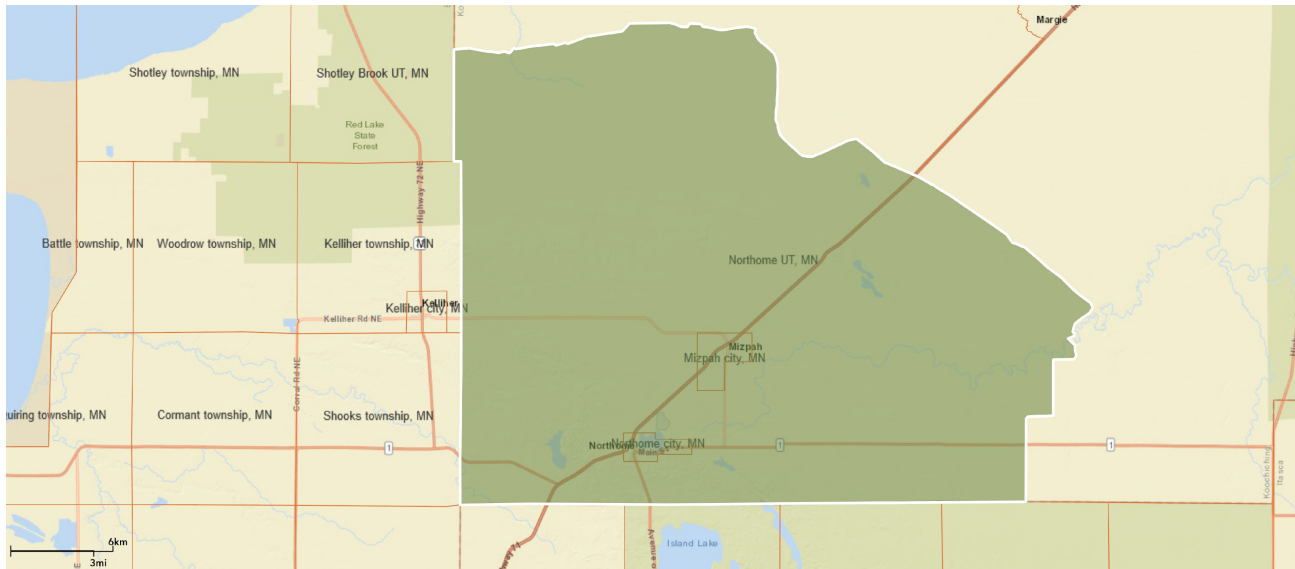 Margie
Shotley township, MN
Shotley Brook UT, MN
Red Lake
State
Forest
Highway 72 NE
Battle township, MN
Woodrow township, MN
Kelliher township, MN
Northome UT, MN
Kelliher
Kelliher city, MN
Kelliher Rd NE
Mizpah
Mizpah city, MN
Corral Rd NE
uiring township, MN
Cormant township, MN
Shooks township, MN
Northome
Northome city, MN
Main St
1
1
1
Koochiching
Itasca
Island Lake
6km
3mi